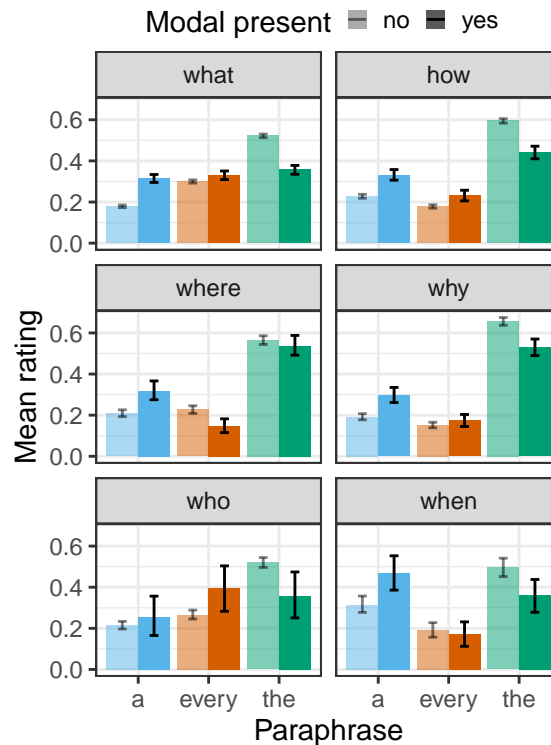 Modal present no yes
what how
0.6
0.4
0.2
0.0
where why
0.6
0.4
0.2
0.0
who when
0.6
0.4
0.2
0.0
a every the a every the
Mean rating
Paraphrase